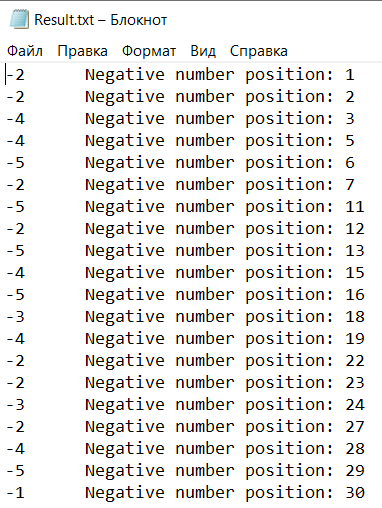 Result.txt – Блокнот
Файл Правка Формат Вид Справка
-2 Negative number position: 1
-2 Negative number position: 2
-4 Negative number position: 3
-4 Negative number position: 5
-5 Negative number position: 6
-2 Negative number position: 7
-5 Negative number position: 11
-2 Negative number position: 12
-5 Negative number position: 13
-4 Negative number position: 15
-5 Negative number position: 16
-3 Negative number position: 18
-4 Negative number position: 19
-2 Negative number position: 22
-2 Negative number position: 23
-3 Negative number position: 24
-2 Negative number position: 27
-4 Negative number position: 28
-5 Negative number position: 29
-1 Negative number position: 30